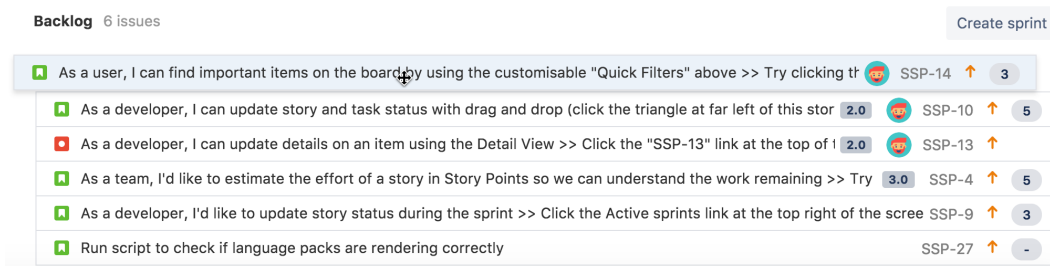 Backlog 6 issues
Create sprint
As a user, I can find important items on the board by using the customisable "Quick Filters" above >> Try clicking th SSP-14 3
As a developer, I can update story and task status with drag and drop (click the triangle at far left of this stor 2.0 SSP-10 5
As a developer, I can update details on an item using the Detail View >> Click the "SSP-13" link at the top of t 2.0 SSP-13
As a team, I'd like to estimate the effort of a story in Story Points so we can understand the work remaining >> Try 3.0 SSP-4 5
As a developer, I'd like to update story status during the sprint >> Click the Active sprints link at the top right of the scree SSP-9 3
Run script to check if language packs are rendering correctly SSP-27 -